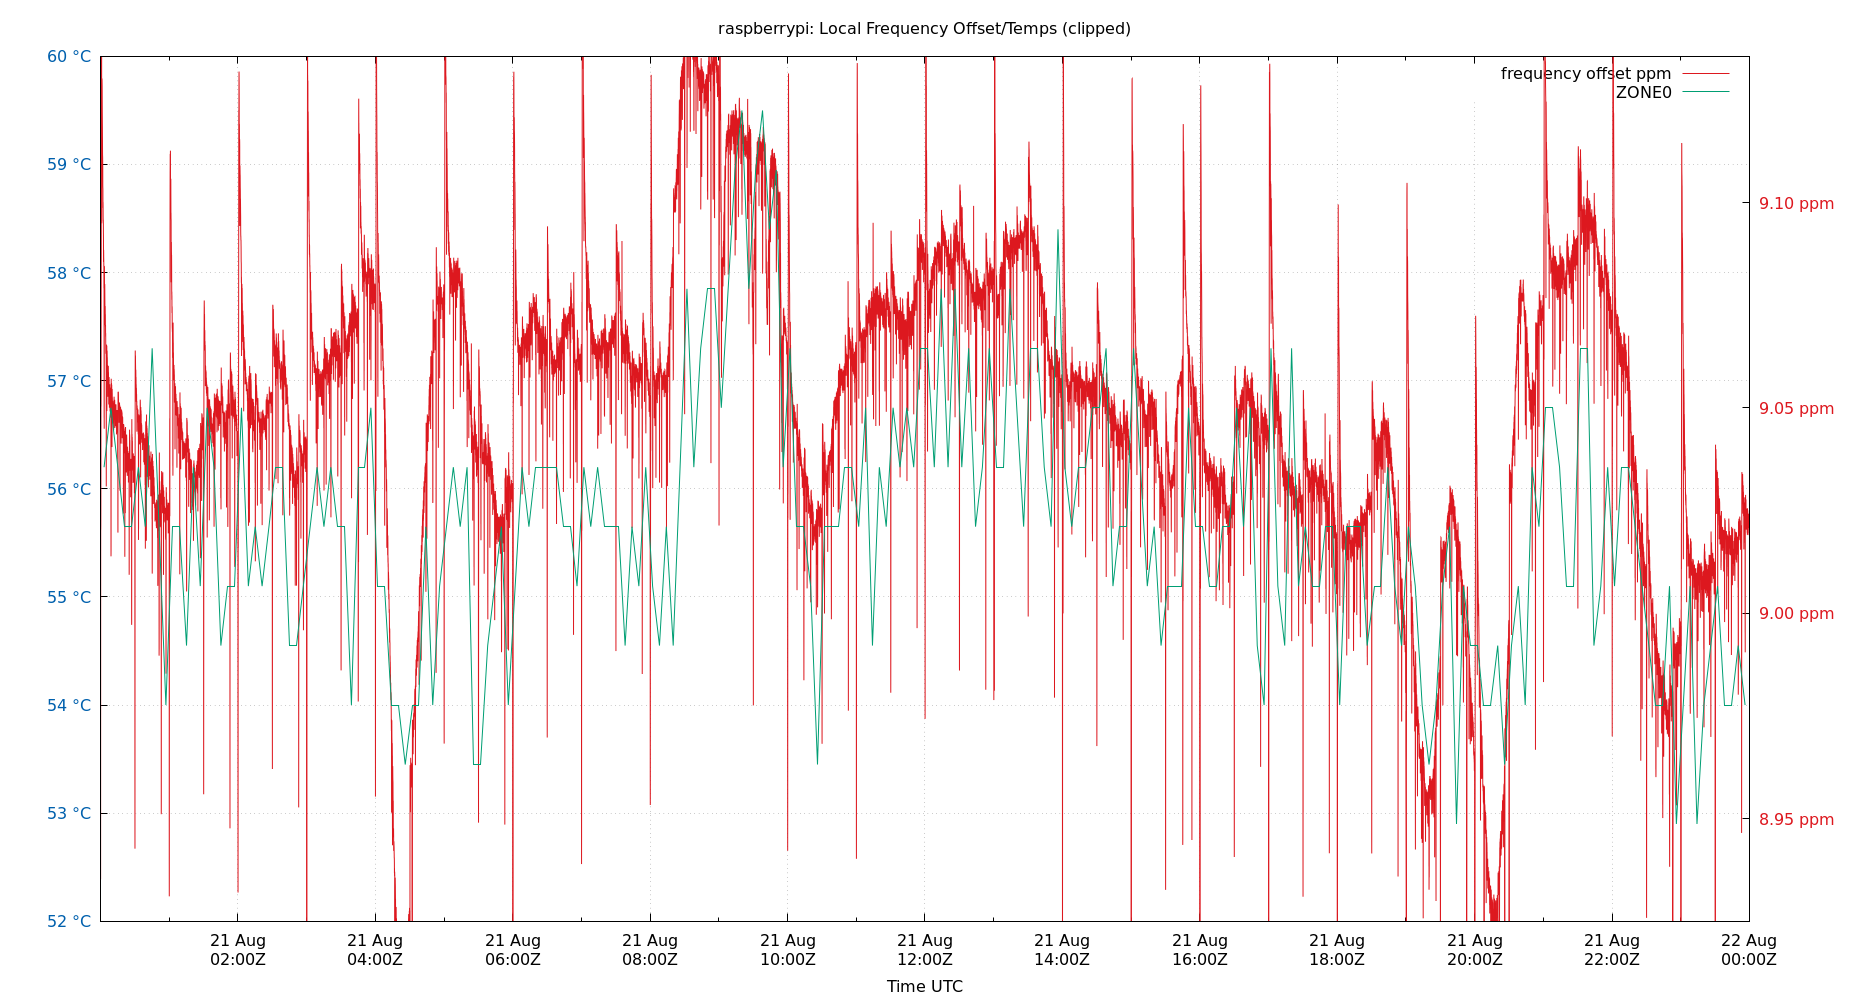 raspberrypi: Local Frequency Offset/Temps (clipped)
60 °C
59 °C
58 °C
57 °C
56 °C
55 °C
54 °C
53 °C
52 °C
frequency offset ppm
ZONE0
9.10 ppm
9.05 ppm
9.00 ppm
8.95 ppm
21 Aug
02:00Z
21 Aug
04:00Z
21 Aug
06:00Z
21 Aug
08:00Z
21 Aug
10:00Z
21 Aug
12:00Z
21 Aug
14:00Z
21 Aug
16:00Z
21 Aug
18:00Z
21 Aug
20:00Z
21 Aug
22:00Z
22 Aug
00:00Z
Time UTC